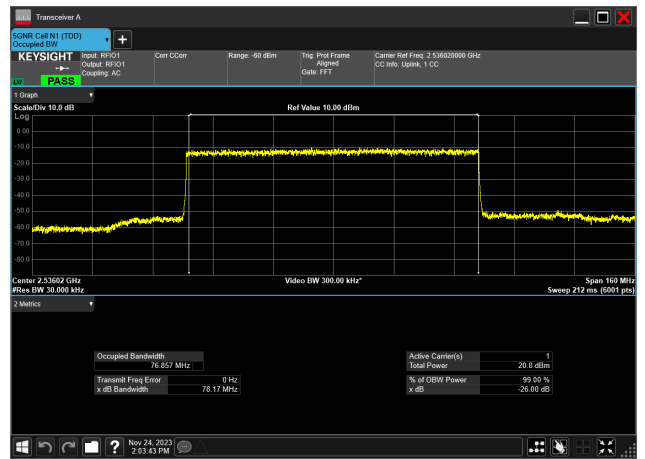 Transceiver A
5GNR Cell N1 (TDD)
Occupied BW
KEYSIGHT
PASS
Input: RFIO1
Output: RFIO1
Coupling: AC
Corr CCorr
Range: -60 dBm
Trig: Prot Frame
Aligned
Gate: FFT
Carrier Ref Freq: 2.536020000 GHz
CC Info: Uplink, 1 CC
1 Graph
Scale/Div 10.0 dB
Ref Value 10.00 dBm
Log
0.00
-10.0
-20.0
-30.0
-40.0
-50.0
-60.0
-70.0
-80.0
Center 2.53602 GHz
Video BW 300.00 kHz*
Span 160 MHz
#Res BW 30.000 kHz
Sweep 212 ms (6001 pts)
2 Metrics
Occupied Bandwidth
76.857 MHz
Transmit Freq Error 0 Hz
x dB Bandwidth 78.17 MHz
Active Carrier(s) 1
Total Power 20.8 dBm
% of OBW Power 99.00 %
x dB -26.00 dB
?
Nov 24, 2023
2:03:43 PM